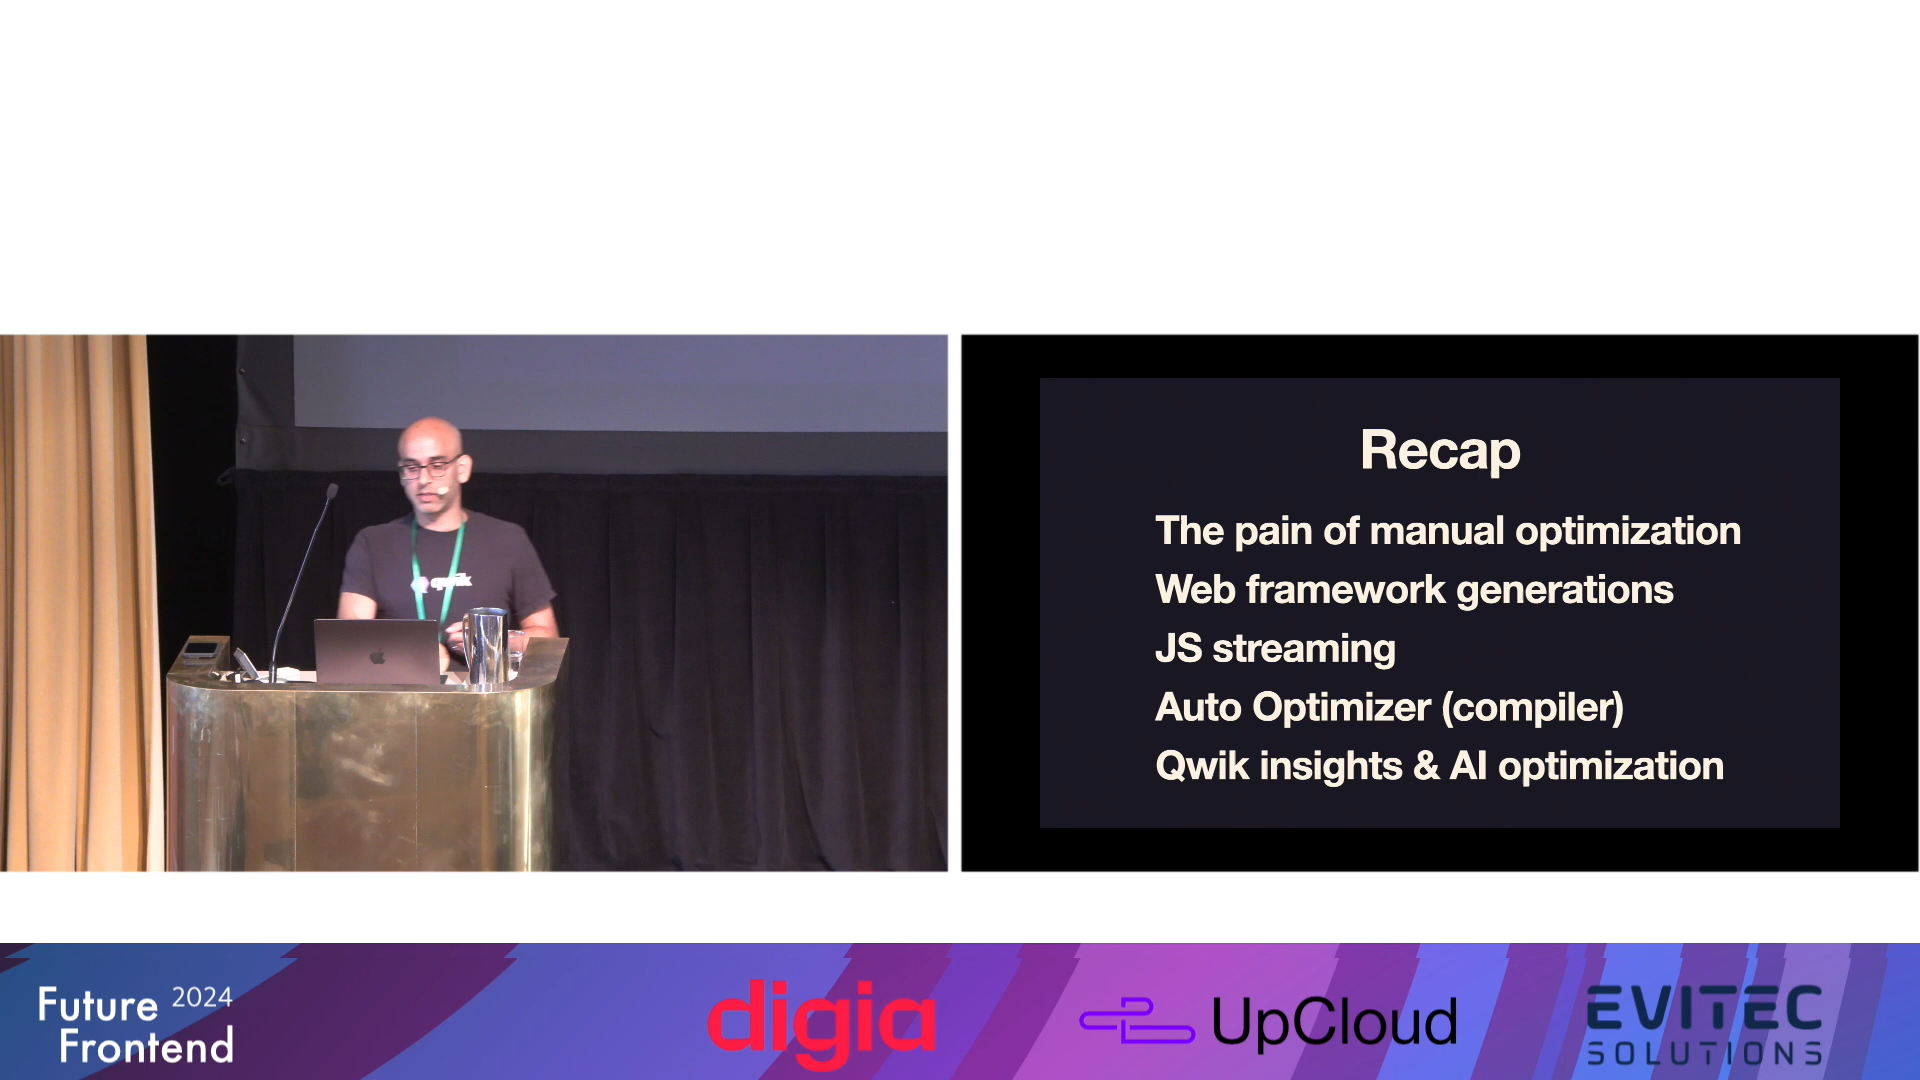 qwik
Recap
The pain of manual optimization
Web framework generations
JS streaming
Auto Optimizer (compiler)
Qwik insights & AI optimization
Future 2024
Frontend
digia
UpCloud
EVITEC
SOLUTIONS